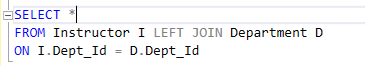 SELECT *
FROM Instructor I LEFT JOIN Department D
ON I.Dept_Id = D.Dept_Id